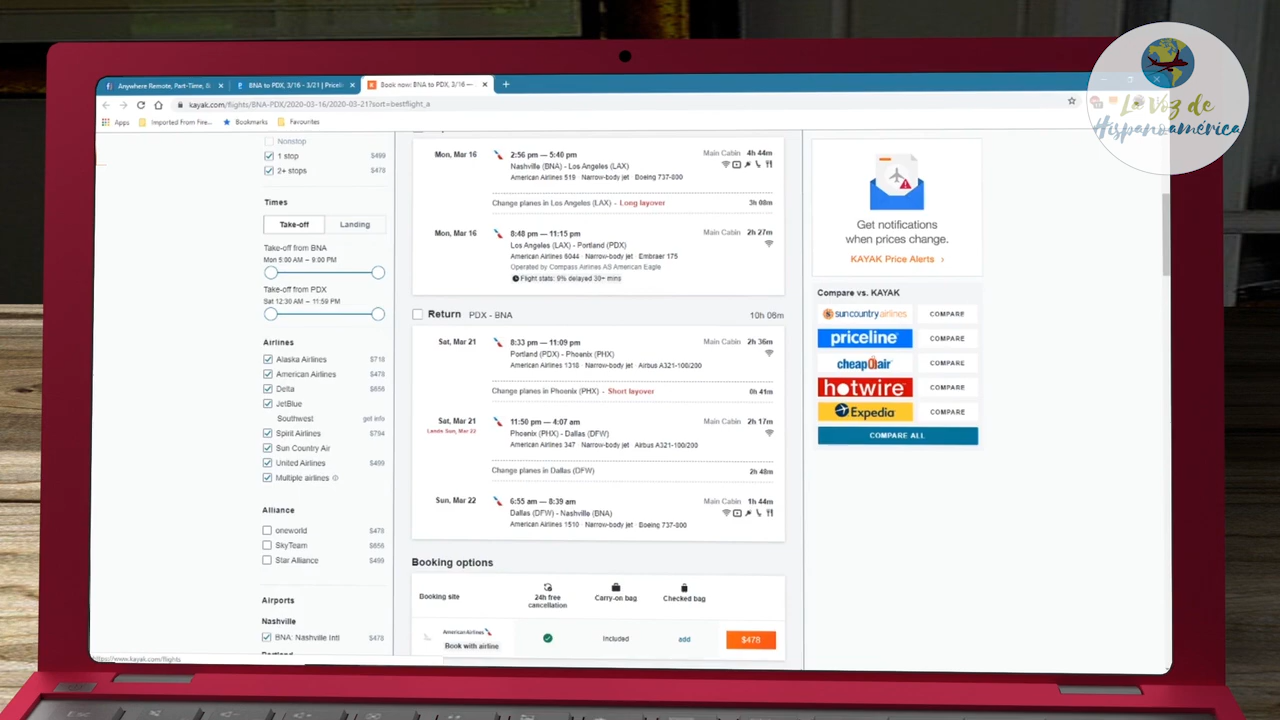 La Voz de
Hispanoamérica
Anywhere Remote, Part-Time, &
BNA to PDX, 3/16 - 3/21 | Priceli
Book now: BNA to PDX, 3/16 —
kayak.com/flights/BNA-PDX/2020-03-16/2020-03-21?sort=bestflight_a
Apps
Imported From Fire...
Bookmarks
Favourites
Nonstop
1 stop $499
2+ stops $478
Times
Take-off Landing
Take-off from BNA
Mon 5:00 AM – 9:00 PM
Take-off from PDX
Sat 12:30 AM – 11:59 PM
Airlines
Alaska Airlines $718
American Airlines $478
Delta $656
JetBlue
Southwest get info
Spirit Airlines $794
Sun Country Air
United Airlines $499
Multiple airlines
Alliance
oneworld $478
SkyTeam $656
Star Alliance $499
Airports
Nashville
BNA: Nashville Intl $478
Mon, Mar 16 2:56 pm — 5:40 pm Main Cabin 4h 44m
Nashville (BNA) - Los Angeles (LAX)
American Airlines 519 · Narrow-body jet · Boeing 737-800
Change planes in Los Angeles (LAX) - Long layover 3h 08m
Mon, Mar 16 8:48 pm — 11:15 pm Main Cabin 2h 27m
Los Angeles (LAX) - Portland (PDX)
American Airlines 6044 · Narrow-body jet · Embraer 175
Operated by Compass Airlines AS American Eagle
Flight stats: 9% delayed 30+ mins
Return PDX - BNA 10h 06m
Sat, Mar 21 8:33 pm — 11:09 pm Main Cabin 2h 36m
Portland (PDX) - Phoenix (PHX)
American Airlines 1318 · Narrow-body jet · Airbus A321-100/200
Change planes in Phoenix (PHX) - Short layover 0h 41m
Sat, Mar 21 11:50 pm — 4:07 am Main Cabin 2h 17m
Lands Sun, Mar 22 Phoenix (PHX) - Dallas (DFW)
American Airlines 347 · Narrow-body jet · Airbus A321-100/200
Change planes in Dallas (DFW) 2h 48m
Sun, Mar 22 6:55 am — 8:39 am Main Cabin 1h 44m
Dallas (DFW) - Nashville (BNA)
American Airlines 1510 · Narrow-body jet · Boeing 737-800
Booking options
Booking site 24h free cancellation Carry-on bag Checked bag
American Airlines
Book with airline Included add $478
Get notifications
when prices change.
KAYAK Price Alerts ›
Compare vs. KAYAK
sun country airlines COMPARE
priceline COMPARE
cheapOair COMPARE
hotwire COMPARE
Expedia COMPARE
COMPARE ALL
https://www.kayak.com/flights